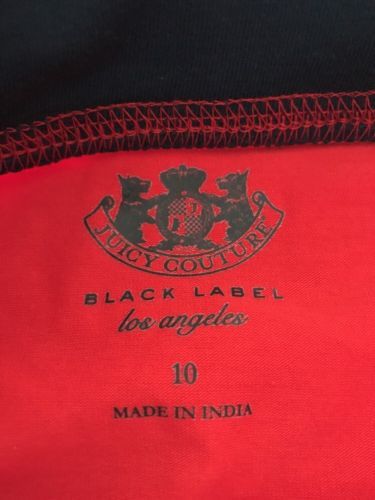 JUICY COUTURE
BLACK LABEL
los angeles
10
MADE IN INDIA